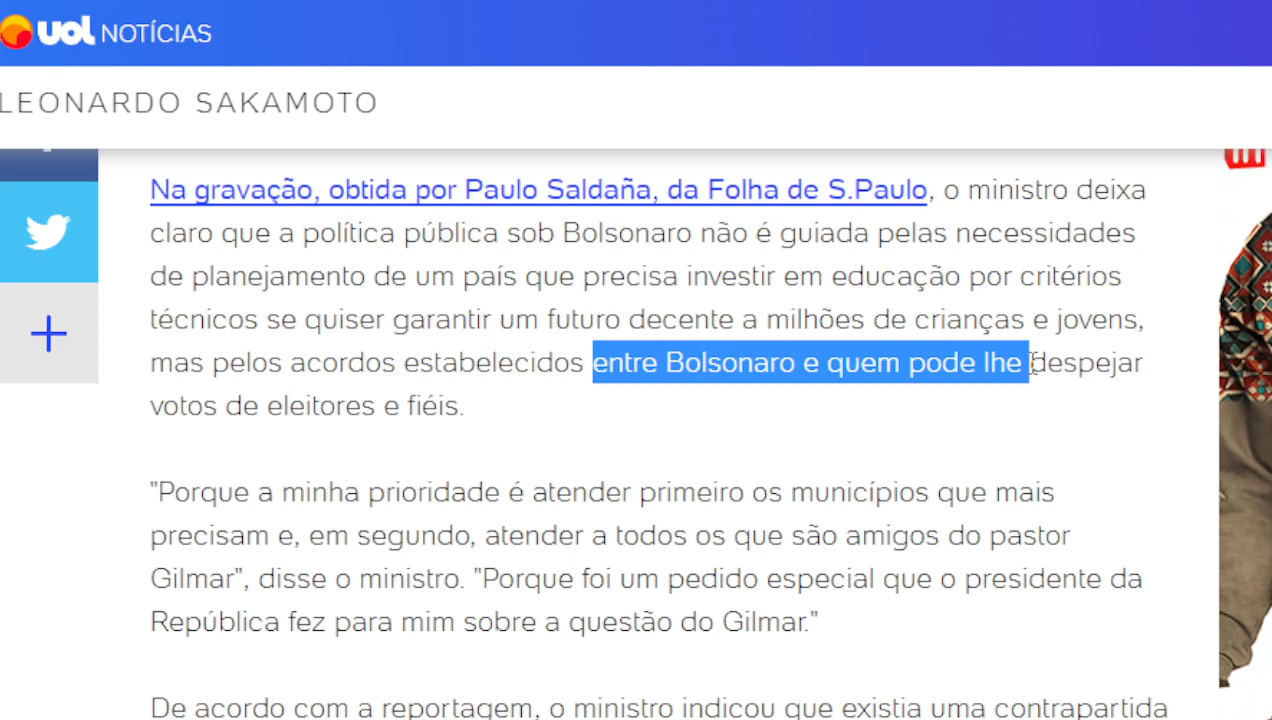 uol NOTÍCIAS
LEONARDO SAKAMOTO
Na gravação, obtida por Paulo Saldaña, da Folha de S.Paulo, o ministro deixa
claro que a política pública sob Bolsonaro não é guiada pelas necessidades
de planejamento de um país que precisa investir em educação por critérios
técnicos se quiser garantir um futuro decente a milhões de crianças e jovens,
mas pelos acordos estabelecidos entre Bolsonaro e quem pode lhe despejar
votos de eleitores e fiéis.
"Porque a minha prioridade é atender primeiro os municípios que mais
precisam e, em segundo, atender a todos os que são amigos do pastor
Gilmar", disse o ministro. "Porque foi um pedido especial que o presidente da
República fez para mim sobre a questão do Gilmar."
De acordo com a reportagem, o ministro indicou que existia uma contrapartida